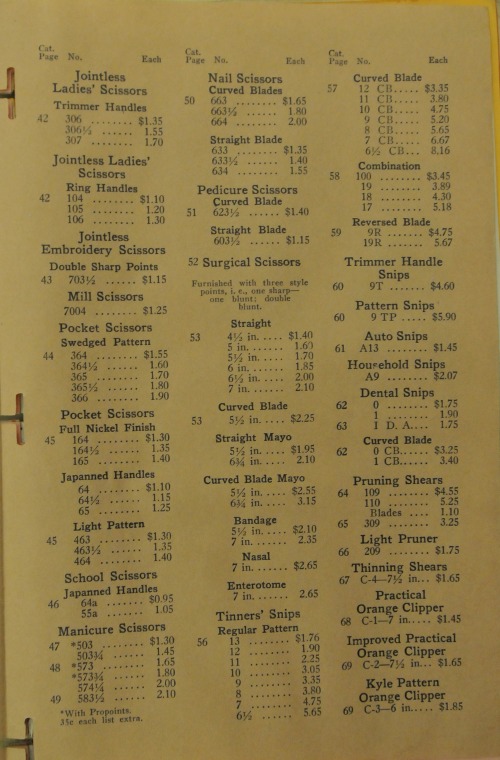 Cat.
Page No. Each
Jointless
Ladies' Scissors
Trimmer Handles
42 306 ........ $1.35
306½ ...... 1.55
307 ........ 1.70
Jointless Ladies'
Scissors
Ring Handles
42 104 ........ $1.10
105 ........ 1.20
106 ........ 1.30
Jointless
Embroidery Scissors
Double Sharp Points
43 703½ ...... $1.15
Mill Scissors
7004 ........ $1.25
Pocket Scissors
Swedged Pattern
44 364 ........ $1.55
364½ ...... 1.60
365 ........ 1.70
365½ ...... 1.80
366 ........ 1.90
Pocket Scissors
Full Nickel Finish
45 164 ........ $1.30
164½ ...... 1.35
165 ........ 1.40
Japanned Handles
64 ........ $1.10
64½ ...... 1.15
65 ........ 1.25
Light Pattern
45 463 ........ $1.30
463½ ...... 1.35
464 ........ 1.40
School Scissors
Japanned Handles
46 64a ........ $0.95
55a ........ 1.05
Manicure Scissors
47 *503 ........ $1.30
503¾ ...... 1.45
48 *573 ........ 1.65
*573¾ ...... 1.80
574¼ ...... 2.00
49 583½ ...... 2.10
*With Propoints.
35c each list extra.
Cat.
Page No. Each
Nail Scissors
Curved Blades
50 663 ........ $1.65
663½ ...... 1.80
664 ........ 2.00
Straight Blade
633 ........ $1.35
633½ ...... 1.40
634 ........ 1.55
Pedicure Scissors
Curved Blade
51 623½ ...... $1.40
Straight Blade
603½ ...... $1.15
52 Surgical Scissors
Furnished with three style
points, i. e., one sharp—
one blunt; double
blunt.
Straight
53 4½ in. .... $1.40
5 in. ...... 1.60
5½ in. .... 1.70
6 in. ...... 1.85
6½ in. .... 2.00
7 in. ...... 2.10
Curved Blade
53 5½ in. .... $2.25
Straight Mayo
5½ in. .... $1.95
6¾ in. .... 2.10
Curved Blade Mayo
5½ in. .... $2.55
6¾ in. .... 3.15
Bandage
5½ in. .... $2.10
7 in. ...... 2.35
Nasal
7 in. ...... $2.65
Enterotome
7 in. ...... 2.65
Tinners' Snips
Regular Pattern
56 13 ........ $1.76
12 ........ 1.90
11 ........ 2.25
10 ........ 3.05
9 ........ 3.35
8 ........ 3.80
7 ........ 4.75
6½ ...... 5.65
Cat.
Page No. Each
Curved Blade
57 12 CB..... $3.35
11 CB..... 3.80
10 CB..... 4.75
9 CB..... 5.20
8 CB..... 5.65
7 CB..... 6.67
6½ CB... 8.16
Combination
58 100 ........ $3.45
19 ........ 3.89
18 ........ 4.30
17 ........ 5.18
Reversed Blade
59 9R ........ $4.75
19R ........ 5.67
Trimmer Handle
Snips
60 9T ........ $4.60
Pattern Snips
60 9 TP ..... $5.90
Auto Snips
61 A13 ........ $1.45
Household Snips
A9 ........ $2.07
Dental Snips
62 0 ........ $1.75
1 ........ 1.90
63 1 D. A.... 1.75
Curved Blade
62 0 CB..... $3.25
1 CB..... 3.40
Pruning Shears
64 109 ........ $4.55
110 ........ 5.25
Blades .... 1.10
65 309 ........ 3.25
Light Pruner
66 209 ........ $1.75
Thinning Shears
67 C-4—7½ in... $1.65
Practical
Orange Clipper
68 C-1—7 in..... $1.45
Improved Practical
Orange Clipper
69 C-2—7½ in... $1.65
Kyle Pattern
Orange Clipper
69 C-3—6 in..... $1.85